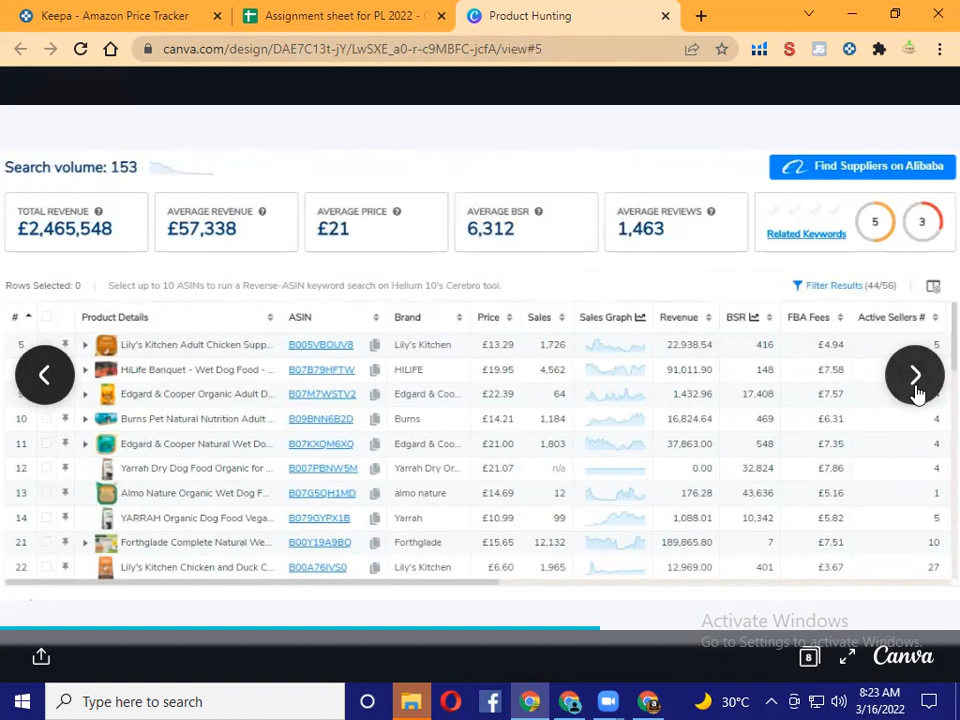 Keepa - Amazon Price Tracker
Assignment sheet for PL 2022 -
Product Hunting
canva.com/design/DAE7C13t-jY/LwSXE_a0-r-c9MBFC-jcfA/view#5
Search volume: 153
Find Suppliers on Alibaba
TOTAL REVENUE AVERAGE REVENUE AVERAGE PRICE AVERAGE BSR AVERAGE REVIEWS
£2,465,548 £57,338 £21 6,312 1,463
Related Keywords 5 3
Rows Selected: 0 Select up to 10 ASINs to run a Reverse-ASIN keyword search on Helium 10's Cerebro tool. Filter Results (44/56)
# Product Details ASIN Brand Price Sales Sales Graph Revenue BSR FBA Fees Active Sellers #
5 Lily's Kitchen Adult Chicken Supp... B005VBOUV8 Lily's Kitchen £13.29 1,726 22,938.54 416 £4.94 5
HiLife Banquet - Wet Dog Food - ... B07B79HFTW HILIFE £19.95 4,562 91,011.90 148 £7.57
Edgard & Cooper Organic Adult D... B07M7WSTV2 Edgard & Coo... £22.39 64 1,432.96 17,408 £7.57
10 Burns Pet Natural Nutrition Adult ... B09BNN6B2D Burns £14.21 1,184 16,824.64 469 £6.31 4
11 Edgard & Cooper Natural Wet Do... B07KXQM6XQ Edgard & Coo... £21.00 1,803 37,863.00 548 £7.35 4
12 Yarrah Dry Dog Food Organic for ... B007PBNW5M Yarrah Dry Or... £21.07 n/a 0.00 32,824 £7.86 4
13 Almo Nature Organic Wet Dog F... B07G5QH1MD almo nature £14.69 12 176.28 43,636 £5.16 1
14 YARRAH Organic Dog Food Vega... B079GYPX1B Yarrah £10.99 99 1,088.01 10,342 £5.82 5
21 Forthglade Complete Natural We... B00Y19A9BQ Forthglade £15.65 12,132 189,865.80 7 £7.51 10
22 Lily's Kitchen Chicken and Duck C... B00A76IVS0 Lily's Kitchen £6.60 1,965 12,969.00 401 £3.67 27
Activate Windows
Go to Settings to activate Windows.
8 Canva
Type here to search
30°C
8:23 AM
3/16/2022